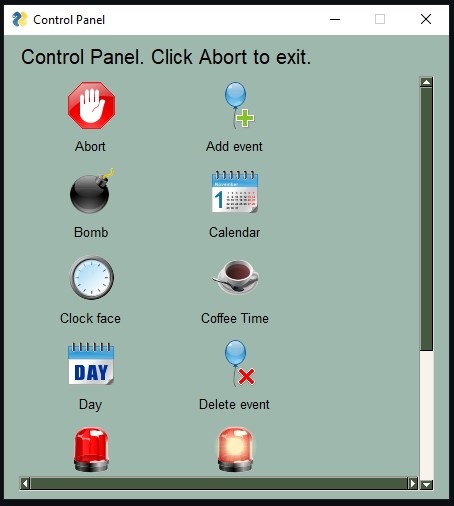 Control Panel
Control Panel. Click Abort to exit.
Abort
Add event
Bomb
November
1
Calendar
Clock face
Coffee Time
DAY
Day
Delete event